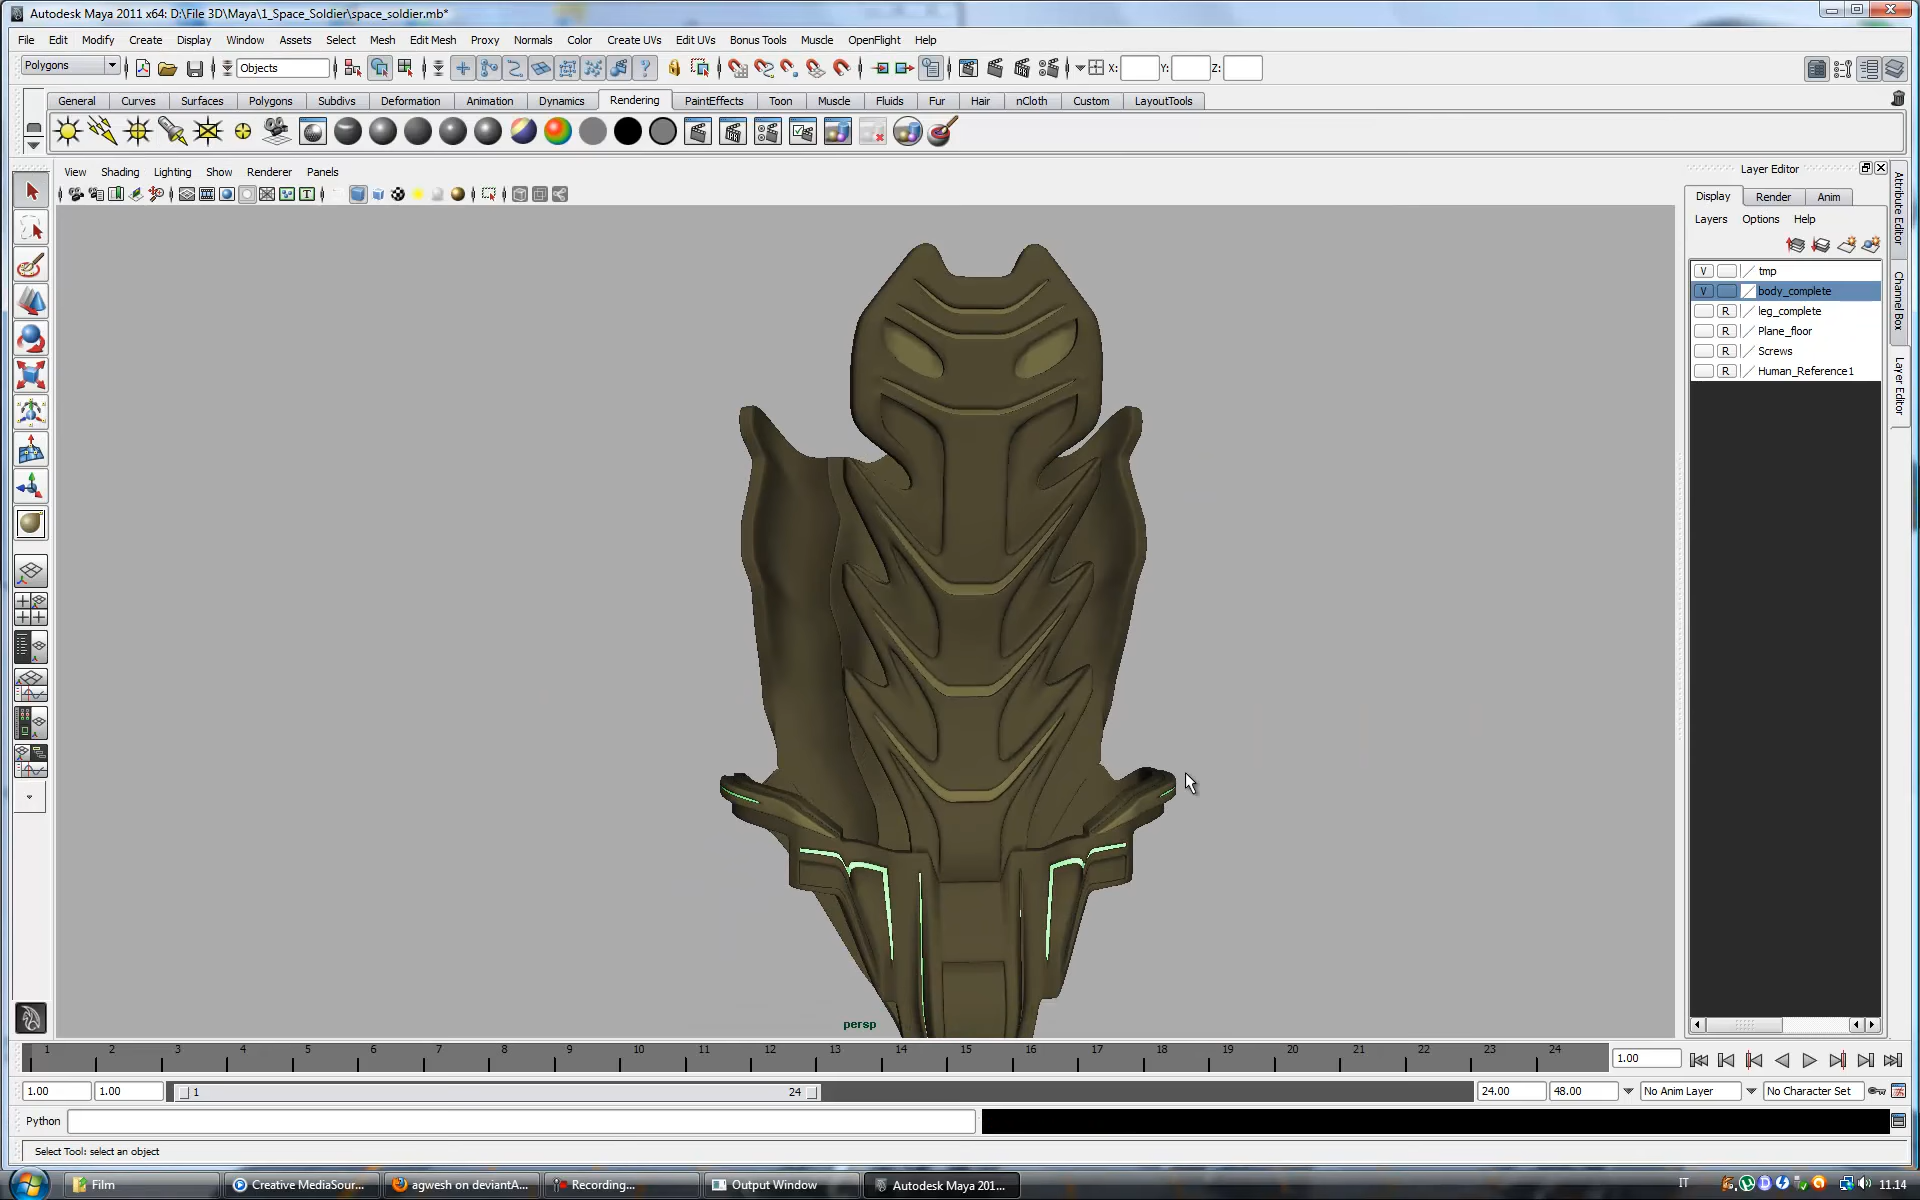 Autodesk Maya 2011 x64: D:\File 3D\Maya\1_Space_Soldier\space_soldier.mb*
File Edit Modify Create Display Window Assets Select Mesh Edit Mesh Proxy Normals Color Create UVs Edit UVs Bonus Tools Muscle OpenFlight Help
Polygons Objects X: Y: Z:
General Curves Surfaces Polygons Subdivs Deformation Animation Dynamics Rendering PaintEffects Toon Muscle Fluids Fur Hair nCloth Custom LayoutTools
View Shading Lighting Show Renderer Panels
Layer Editor
Display Render Anim
Layers Options Help
V tmp
V body_complete
R leg_complete
R Plane_floor
R Screws
R Human_Reference1
Attribute Editor
Channel Box
Layer Editor
persp
1 2 3 4 5 6 7 8 9 10 11 12 13 14 15 16 17 18 19 20 21 22 23 24 1.00
1.00 1.00 1 24 24.00 48.00 No Anim Layer No Character Set
Python
Select Tool: select an object
Film Creative MediaSour... agwesh on deviantA... Recording... Output Window Autodesk Maya 201... IT 11.14